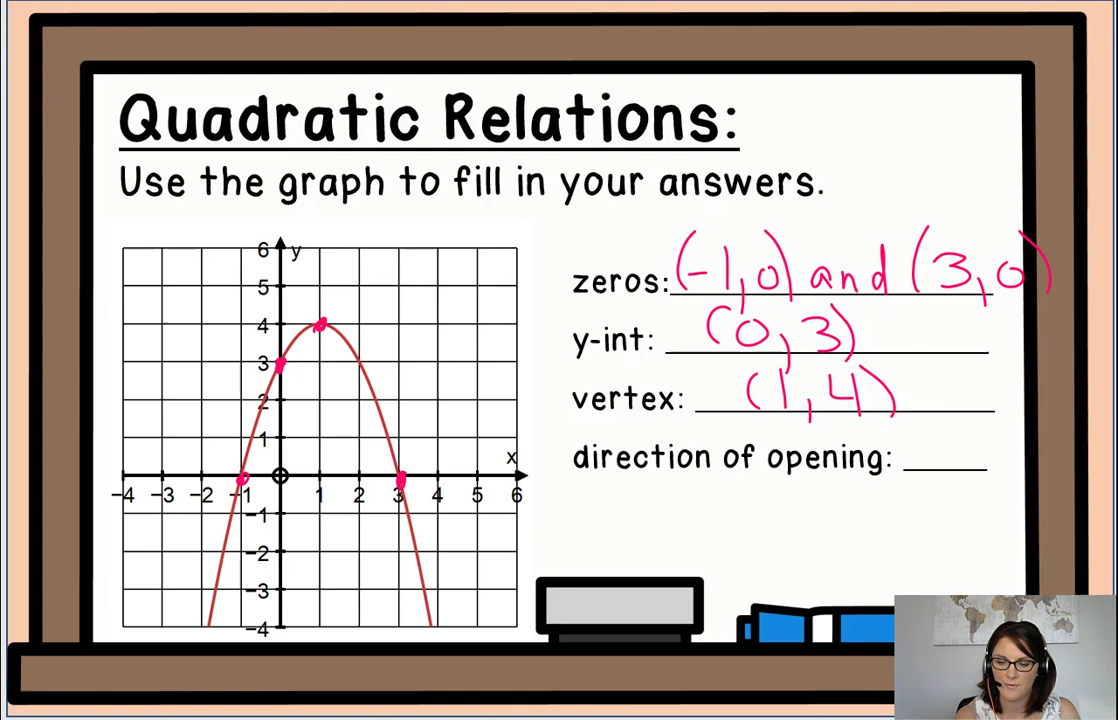 Quadratic Relations:
Use the graph to fill in your answers.
zeros: (-1,0) and (3,0)
y-int: (0,3)
vertex: (1,4)
direction of opening:
y
6
5
4
3
2
1
x
-4 -3 -2 -1 1 2 3 4 5 6
-1
-2
-3
-4